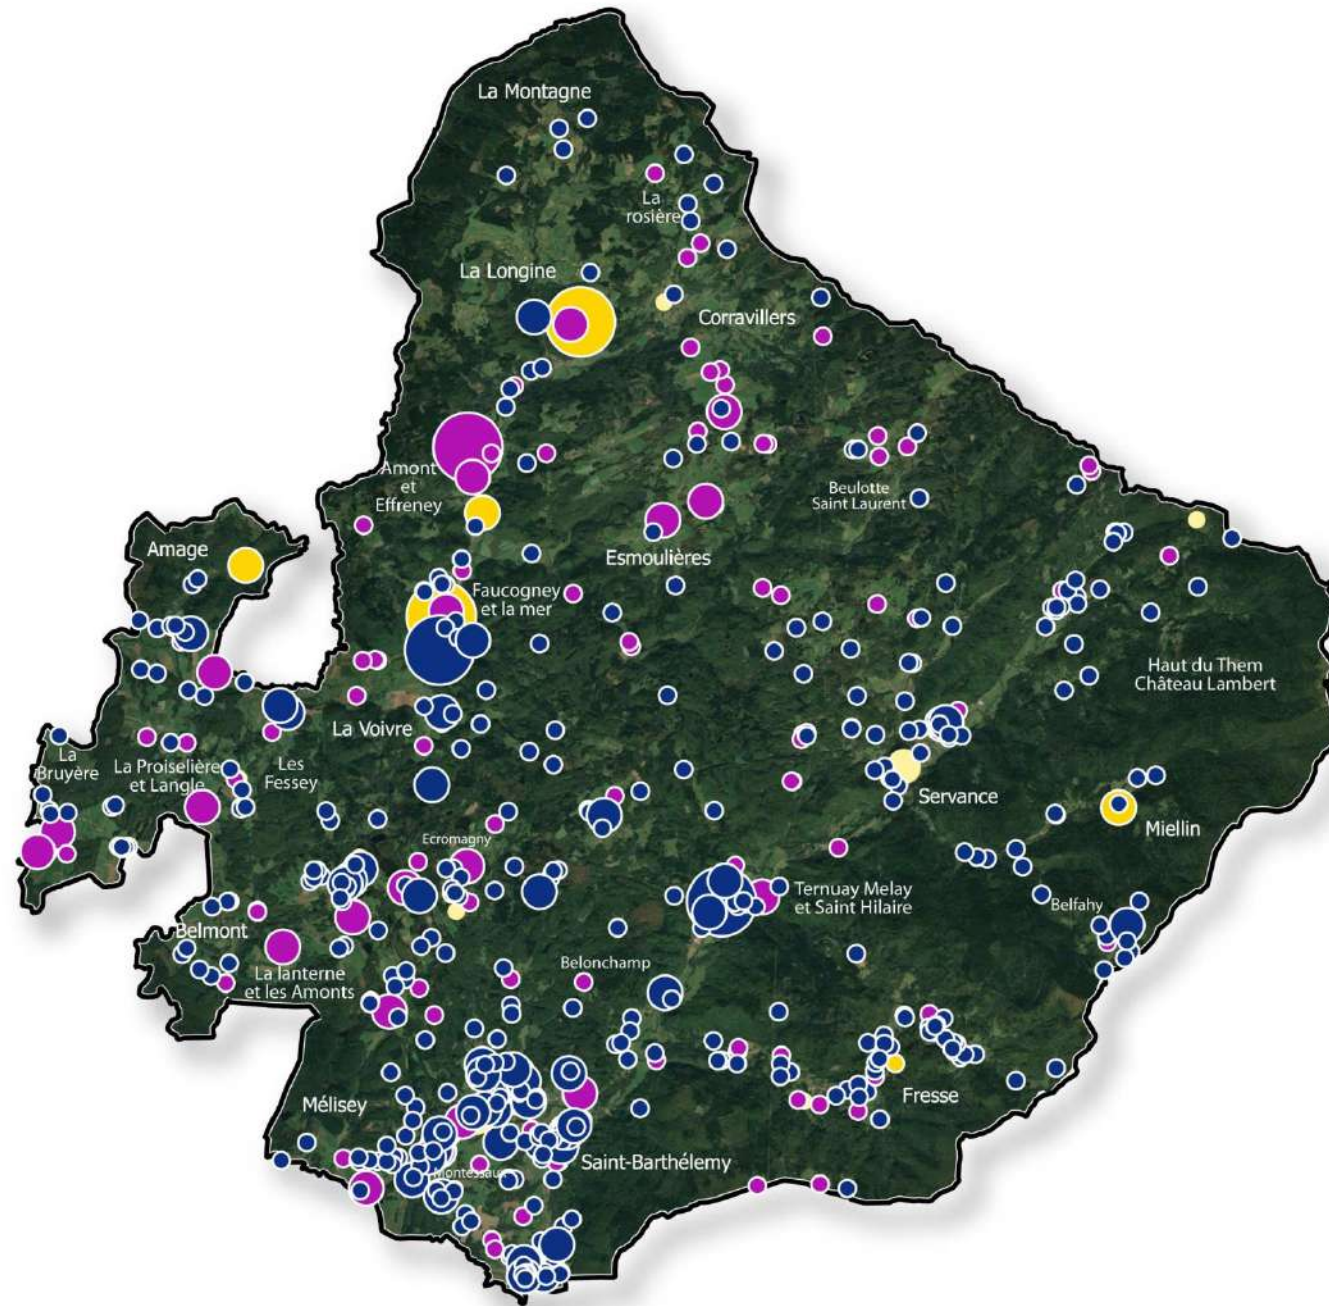 La Montagne
La
rosière
La Longine
Corravillers
Amont
et
Effreney
Beulotte
Saint Laurent
Amage
Esmoulières
Faucogney
et la mer
Haut du Them
Château Lambert
La Voivre
La
Bruyère
La Proiselière
et Langle
Les
Fessey
Servance
Miellin
Ecromagny
Ternuay Melay
et Saint Hilaire
Belfahy
Belmont
La lanterne
et les Amonts
Belonchamp
Mélisey
Fresse
Saint-Barthélemy
Montessaux